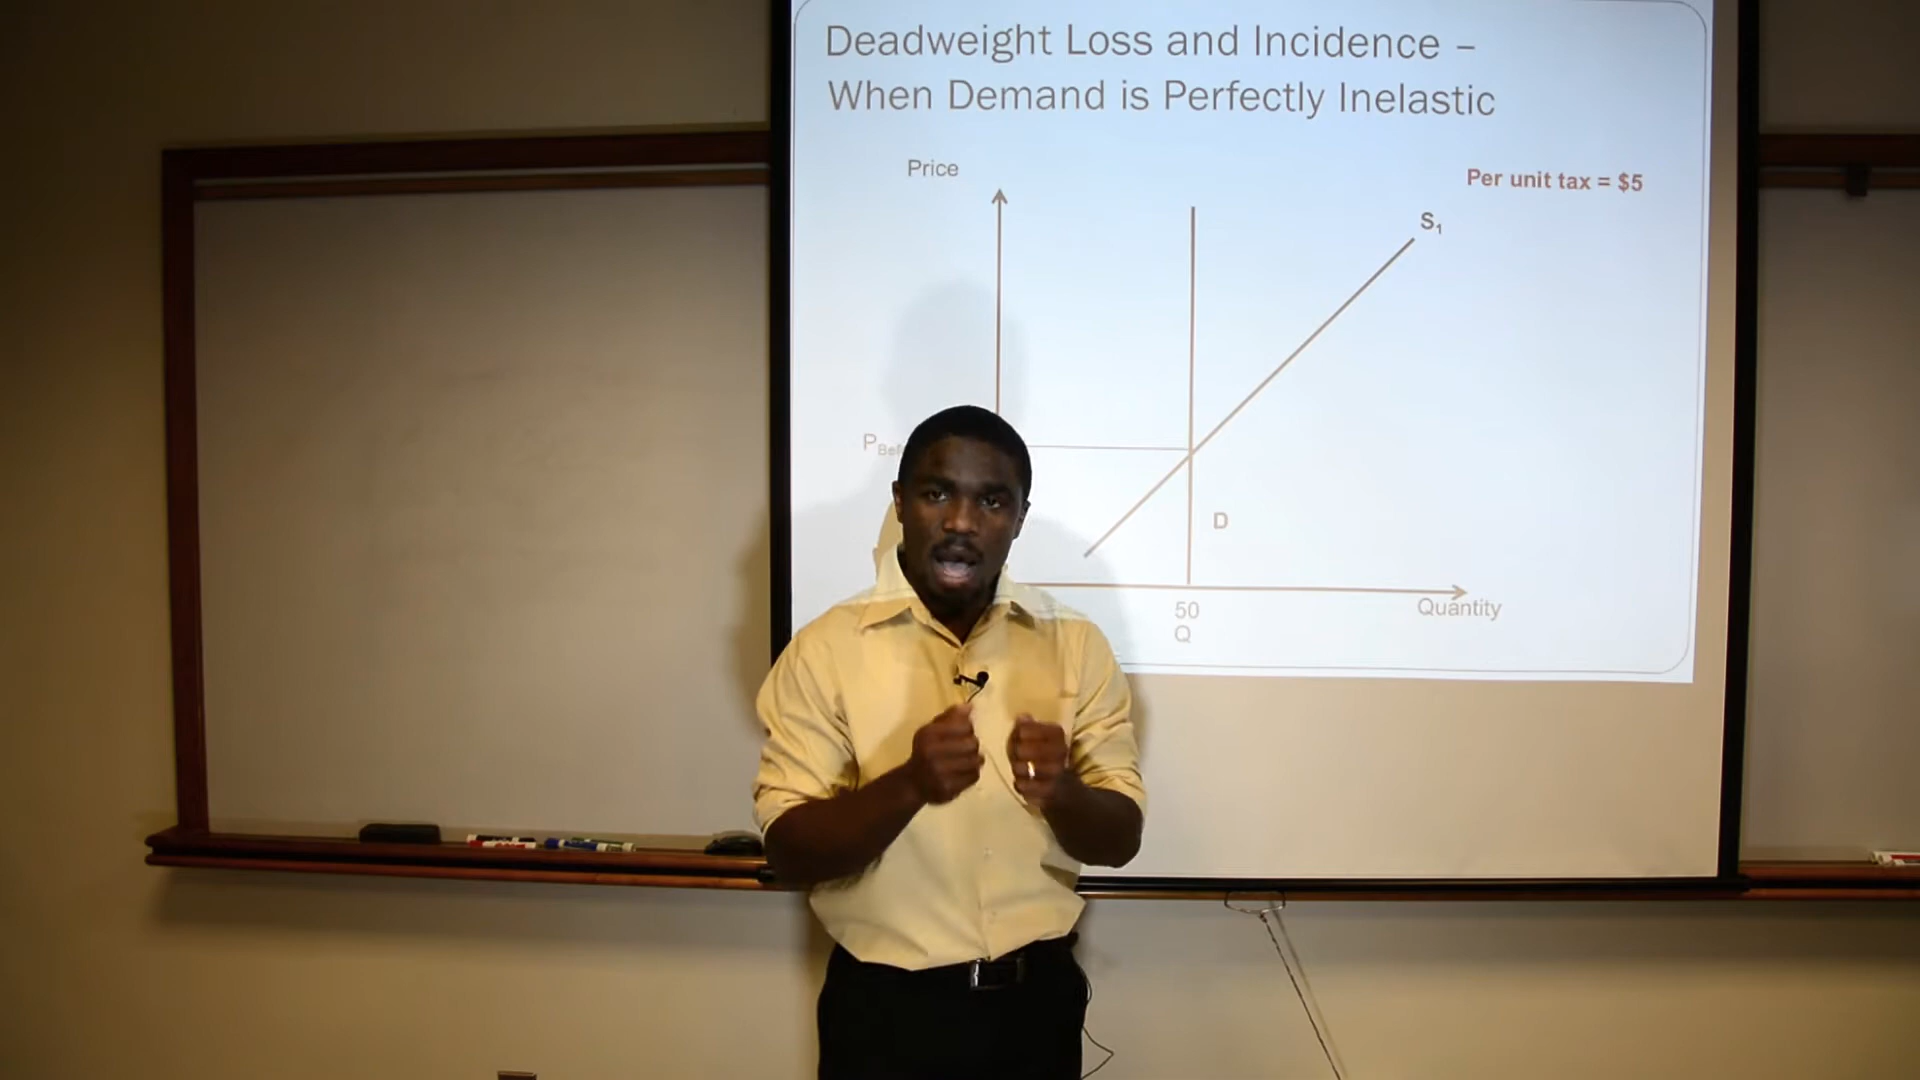 Deadweight Loss and Incidence –
When Demand is Perfectly Inelastic
Price
Per unit tax = $5
S₁
P
D
50
Q
Quantity